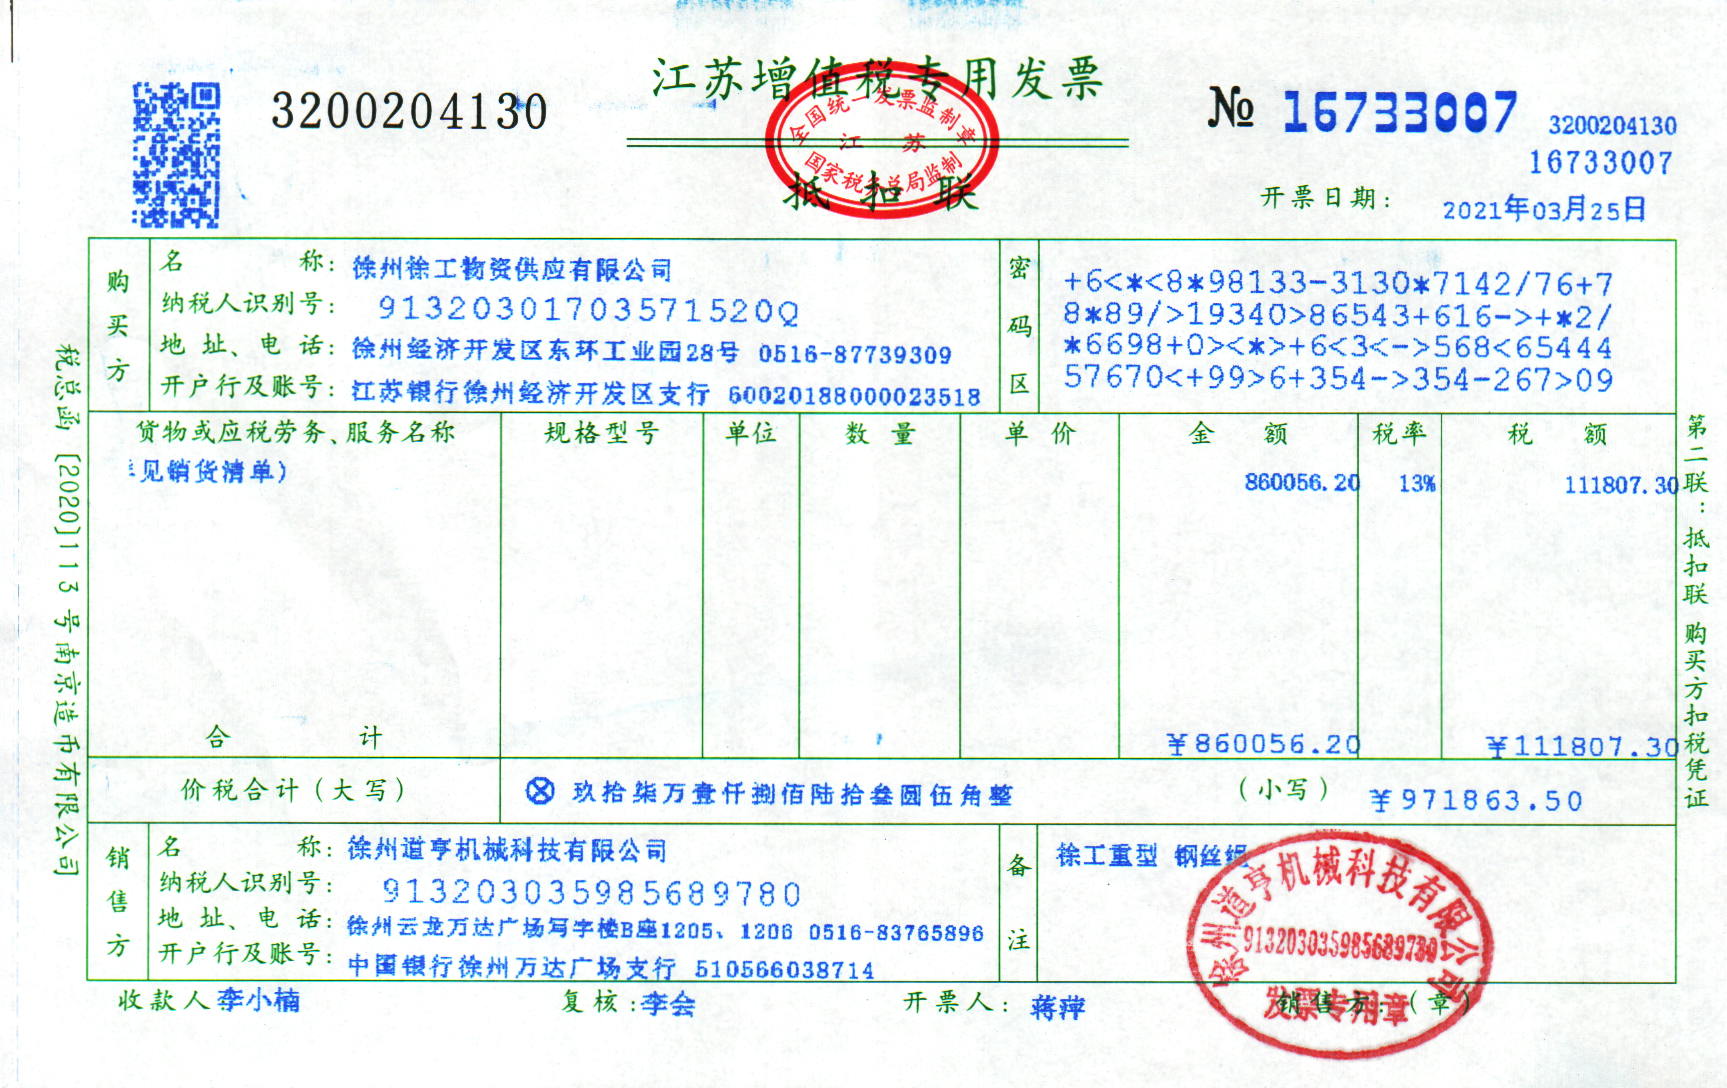 3200204130
江苏增值税专用发票
全国统一发票监制章
江苏
国家税务总局监制
抵扣联
№ 16733007
3200204130
16733007
开票日期: 2021年03月25日
购买方
名称: 徐州徐工物资供应有限公司
纳税人识别号: 91320301703571520Q
地址、电话: 徐州经济开发区东环工业园28号 0516-87739309
开户行及账号: 江苏银行徐州经济开发区支行 60020188000023518
密码区
+6<*<8*98133-3130*7142/76+7
8*89/>19340>86543+616->+*2/
*6698+0><*>+6<3<->568<65444
57670<+99>6+354->354-267>09
货物或应税劳务、服务名称 规格型号 单位 数量 单价 金额 税率 税额
见销货清单) 860056.20 13% 111807.30
合计 ¥860056.20 ¥111807.30
价税合计(大写) ⊗ 玖拾柒万壹仟捌佰陆拾叁圆伍角整 (小写) ¥971863.50
销售方
名称: 徐州道亨机械科技有限公司
纳税人识别号: 913203035985689780
地址、电话: 徐州云龙万达广场写字楼B座1205、1206 0516-83765896
开户行及账号: 中国银行徐州万达广场支行 510566038714
备注
徐工重型 钢丝绳
徐州道亨机械科技有限公司
913203035985689780
发票专用章
收款人 李小楠 复核: 李会 开票人: 蒋萍 销售方:(章)
税总函〔2020〕113号南京造币有限公司
第二联:抵扣联 购买方扣税凭证